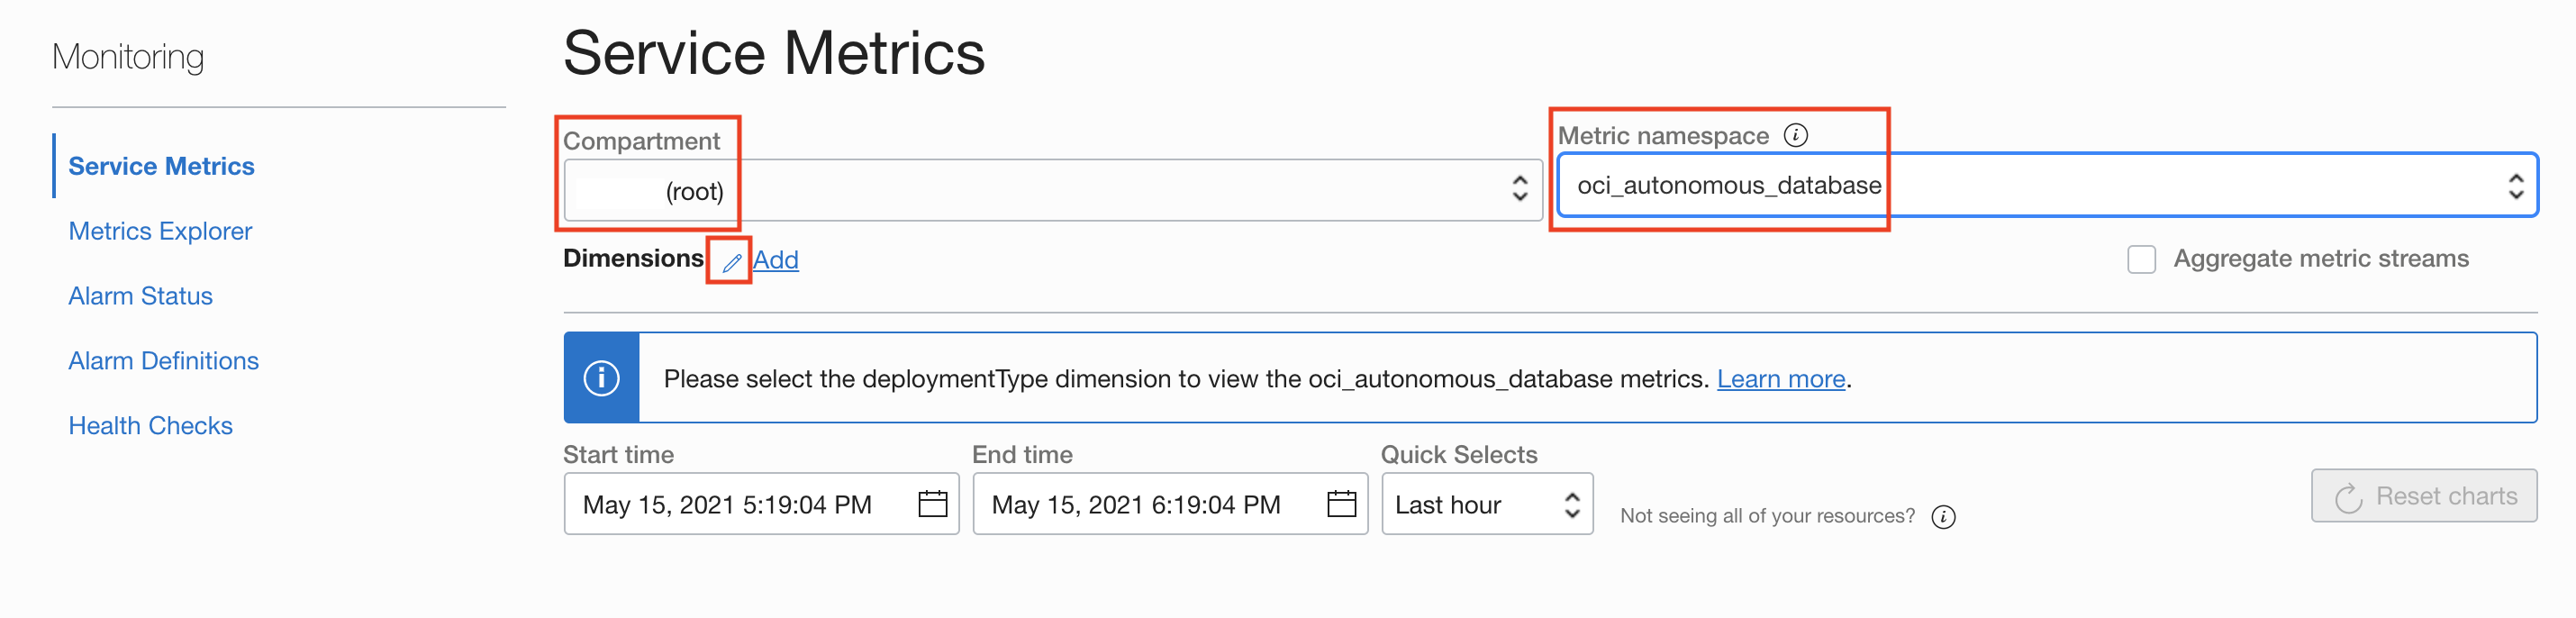 Monitoring
Service Metrics
Metrics Explorer
Alarm Status
Alarm Definitions
Health Checks
Service Metrics
Compartment
(root)
Metric namespace
oci_autonomous_database
Dimensions Add
Aggregate metric streams
Please select the deploymentType dimension to view the oci_autonomous_database metrics. Learn more.
Start time
May 15, 2021 5:19:04 PM
End time
May 15, 2021 6:19:04 PM
Quick Selects
Last hour
Not seeing all of your resources?
Reset charts